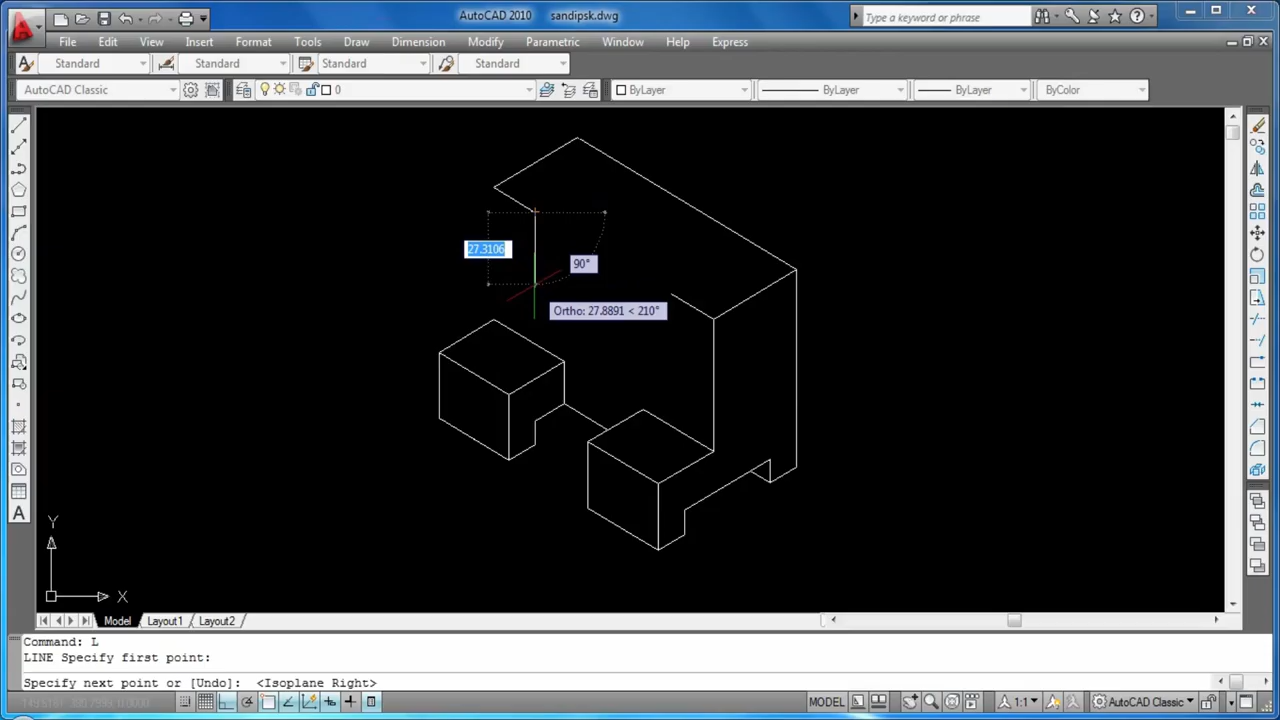 AutoCAD 2010 sandipsk.dwg
Type a keyword or phrase
File Edit View Insert Format Tools Draw Dimension Modify Parametric Window Help Express
Standard Standard Standard Standard
AutoCAD Classic 0 ByLayer ByLayer ByLayer ByColor
27.3106
90°
Ortho: 27.8891 < 210°
Y
X
Model Layout1 Layout2
Command: L
LINE Specify first point:
Specify next point or [Undo]: <Isoplane Right>
MODEL 1:1 AutoCAD Classic